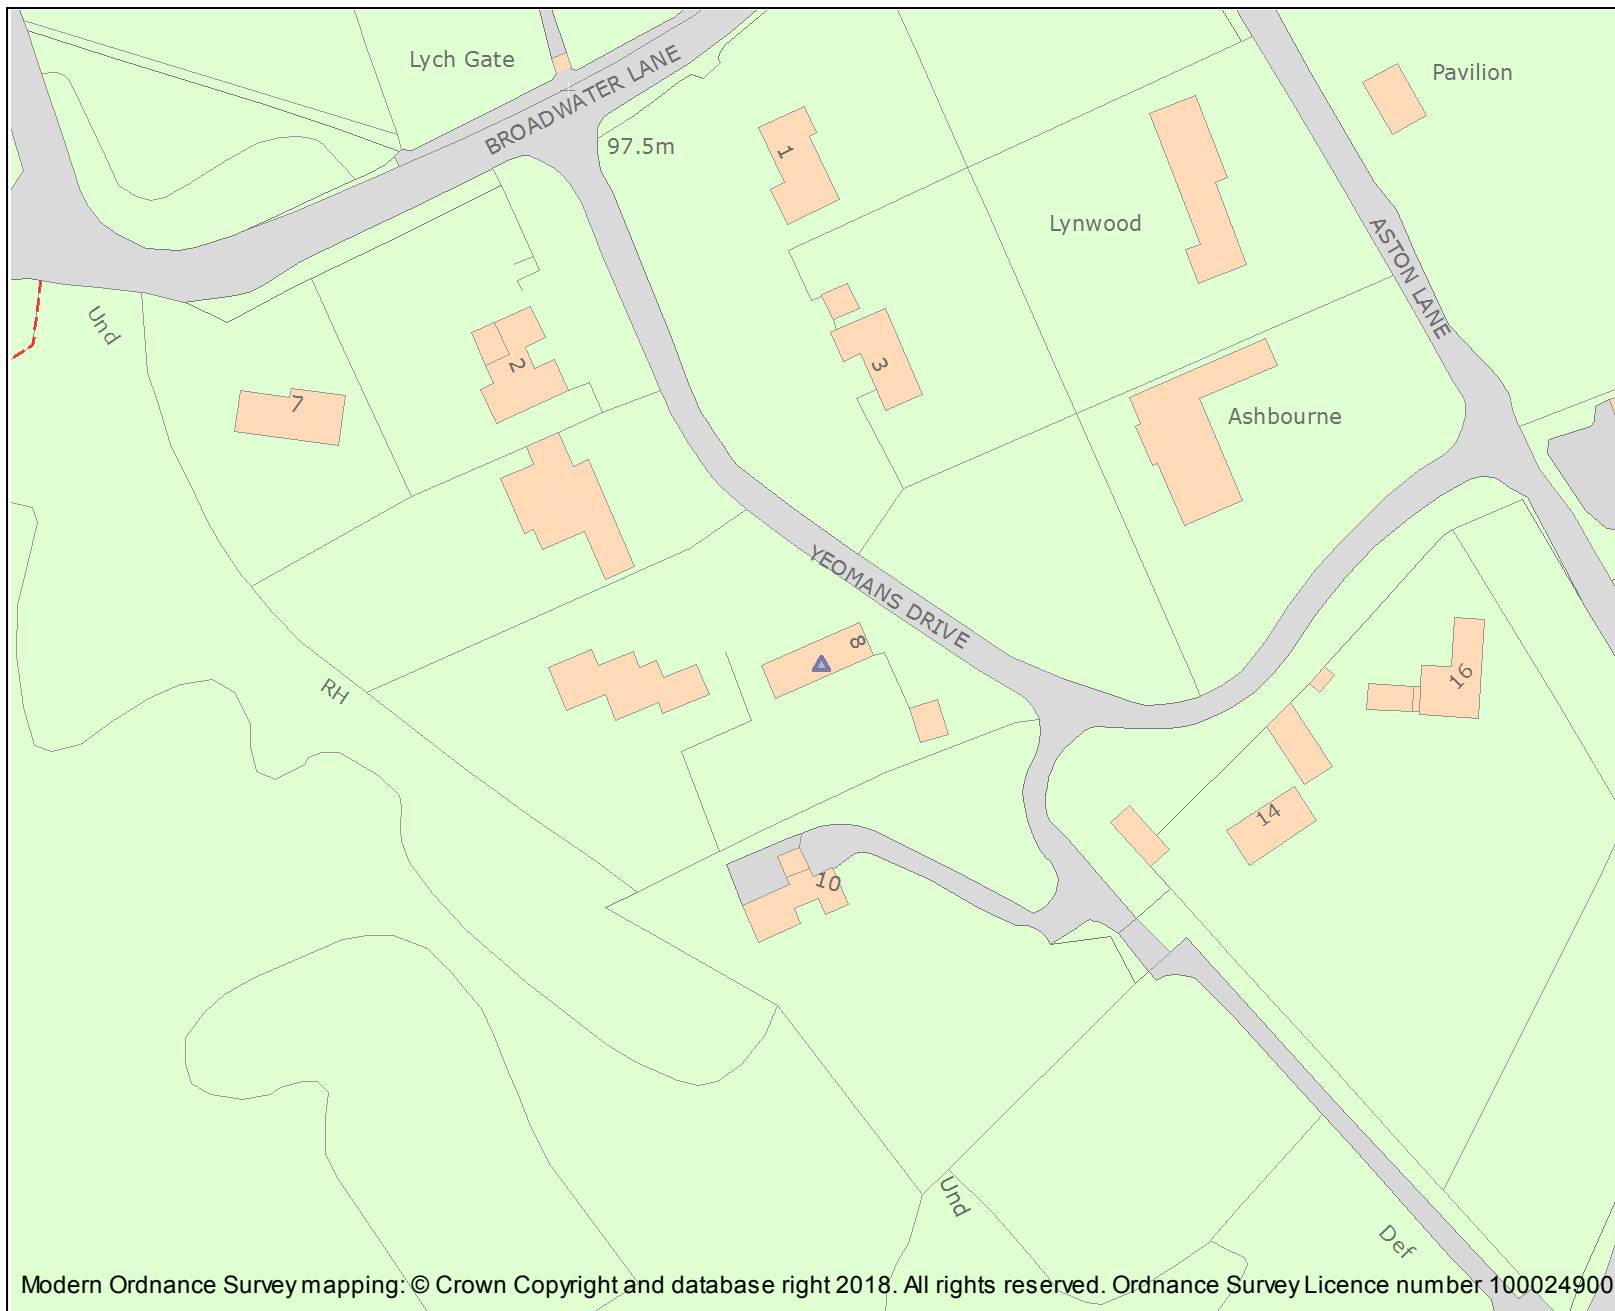 Lych Gate
BROADWATER LANE
Pavilion
97.5m
1
Lynwood
ASTON LANE
Und
2
3
7
Ashbourne
YEOMANS DRIVE
8
RH
16
14
10
Und
Def
Modern Ordnance Survey mapping: © Crown Copyright and database right 2018. All rights reserved. Ordnance Survey Licence number 100024900